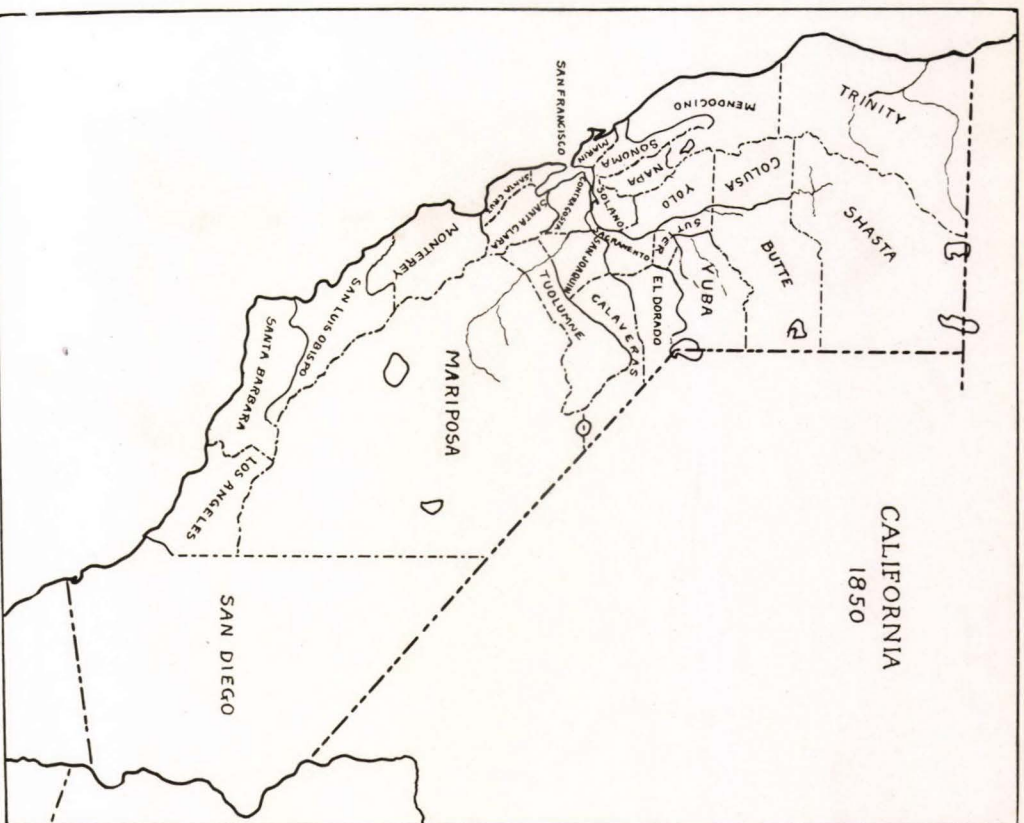 CALIFORNIA
1850
TRINITY
SHASTA
MENDOCINO
COLUSA
BUTTE
SONOMA
NAPA
YOLO
SUTTER
YUBA
MARIN
SOLANO
SACRAMENTO
EL DORADO
SAN FRANCISCO
CONTRA COSTA
SAN JOAQUIN
CALAVERAS
SANTA CRUZ
SANTA CLARA
TUOLUMNE
MONTEREY
MARIPOSA
SAN LUIS OBISPO
SANTA BARBARA
LOS ANGELES
SAN DIEGO